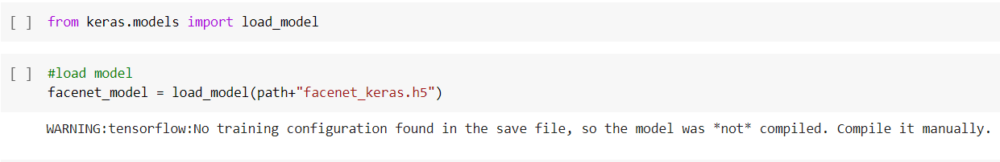 [ ] from keras.models import load_model
[ ] #load model
facenet_model = load_model(path+"facenet_keras.h5")
WARNING:tensorflow:No training configuration found in the save file, so the model was *not* compiled. Compile it manually.